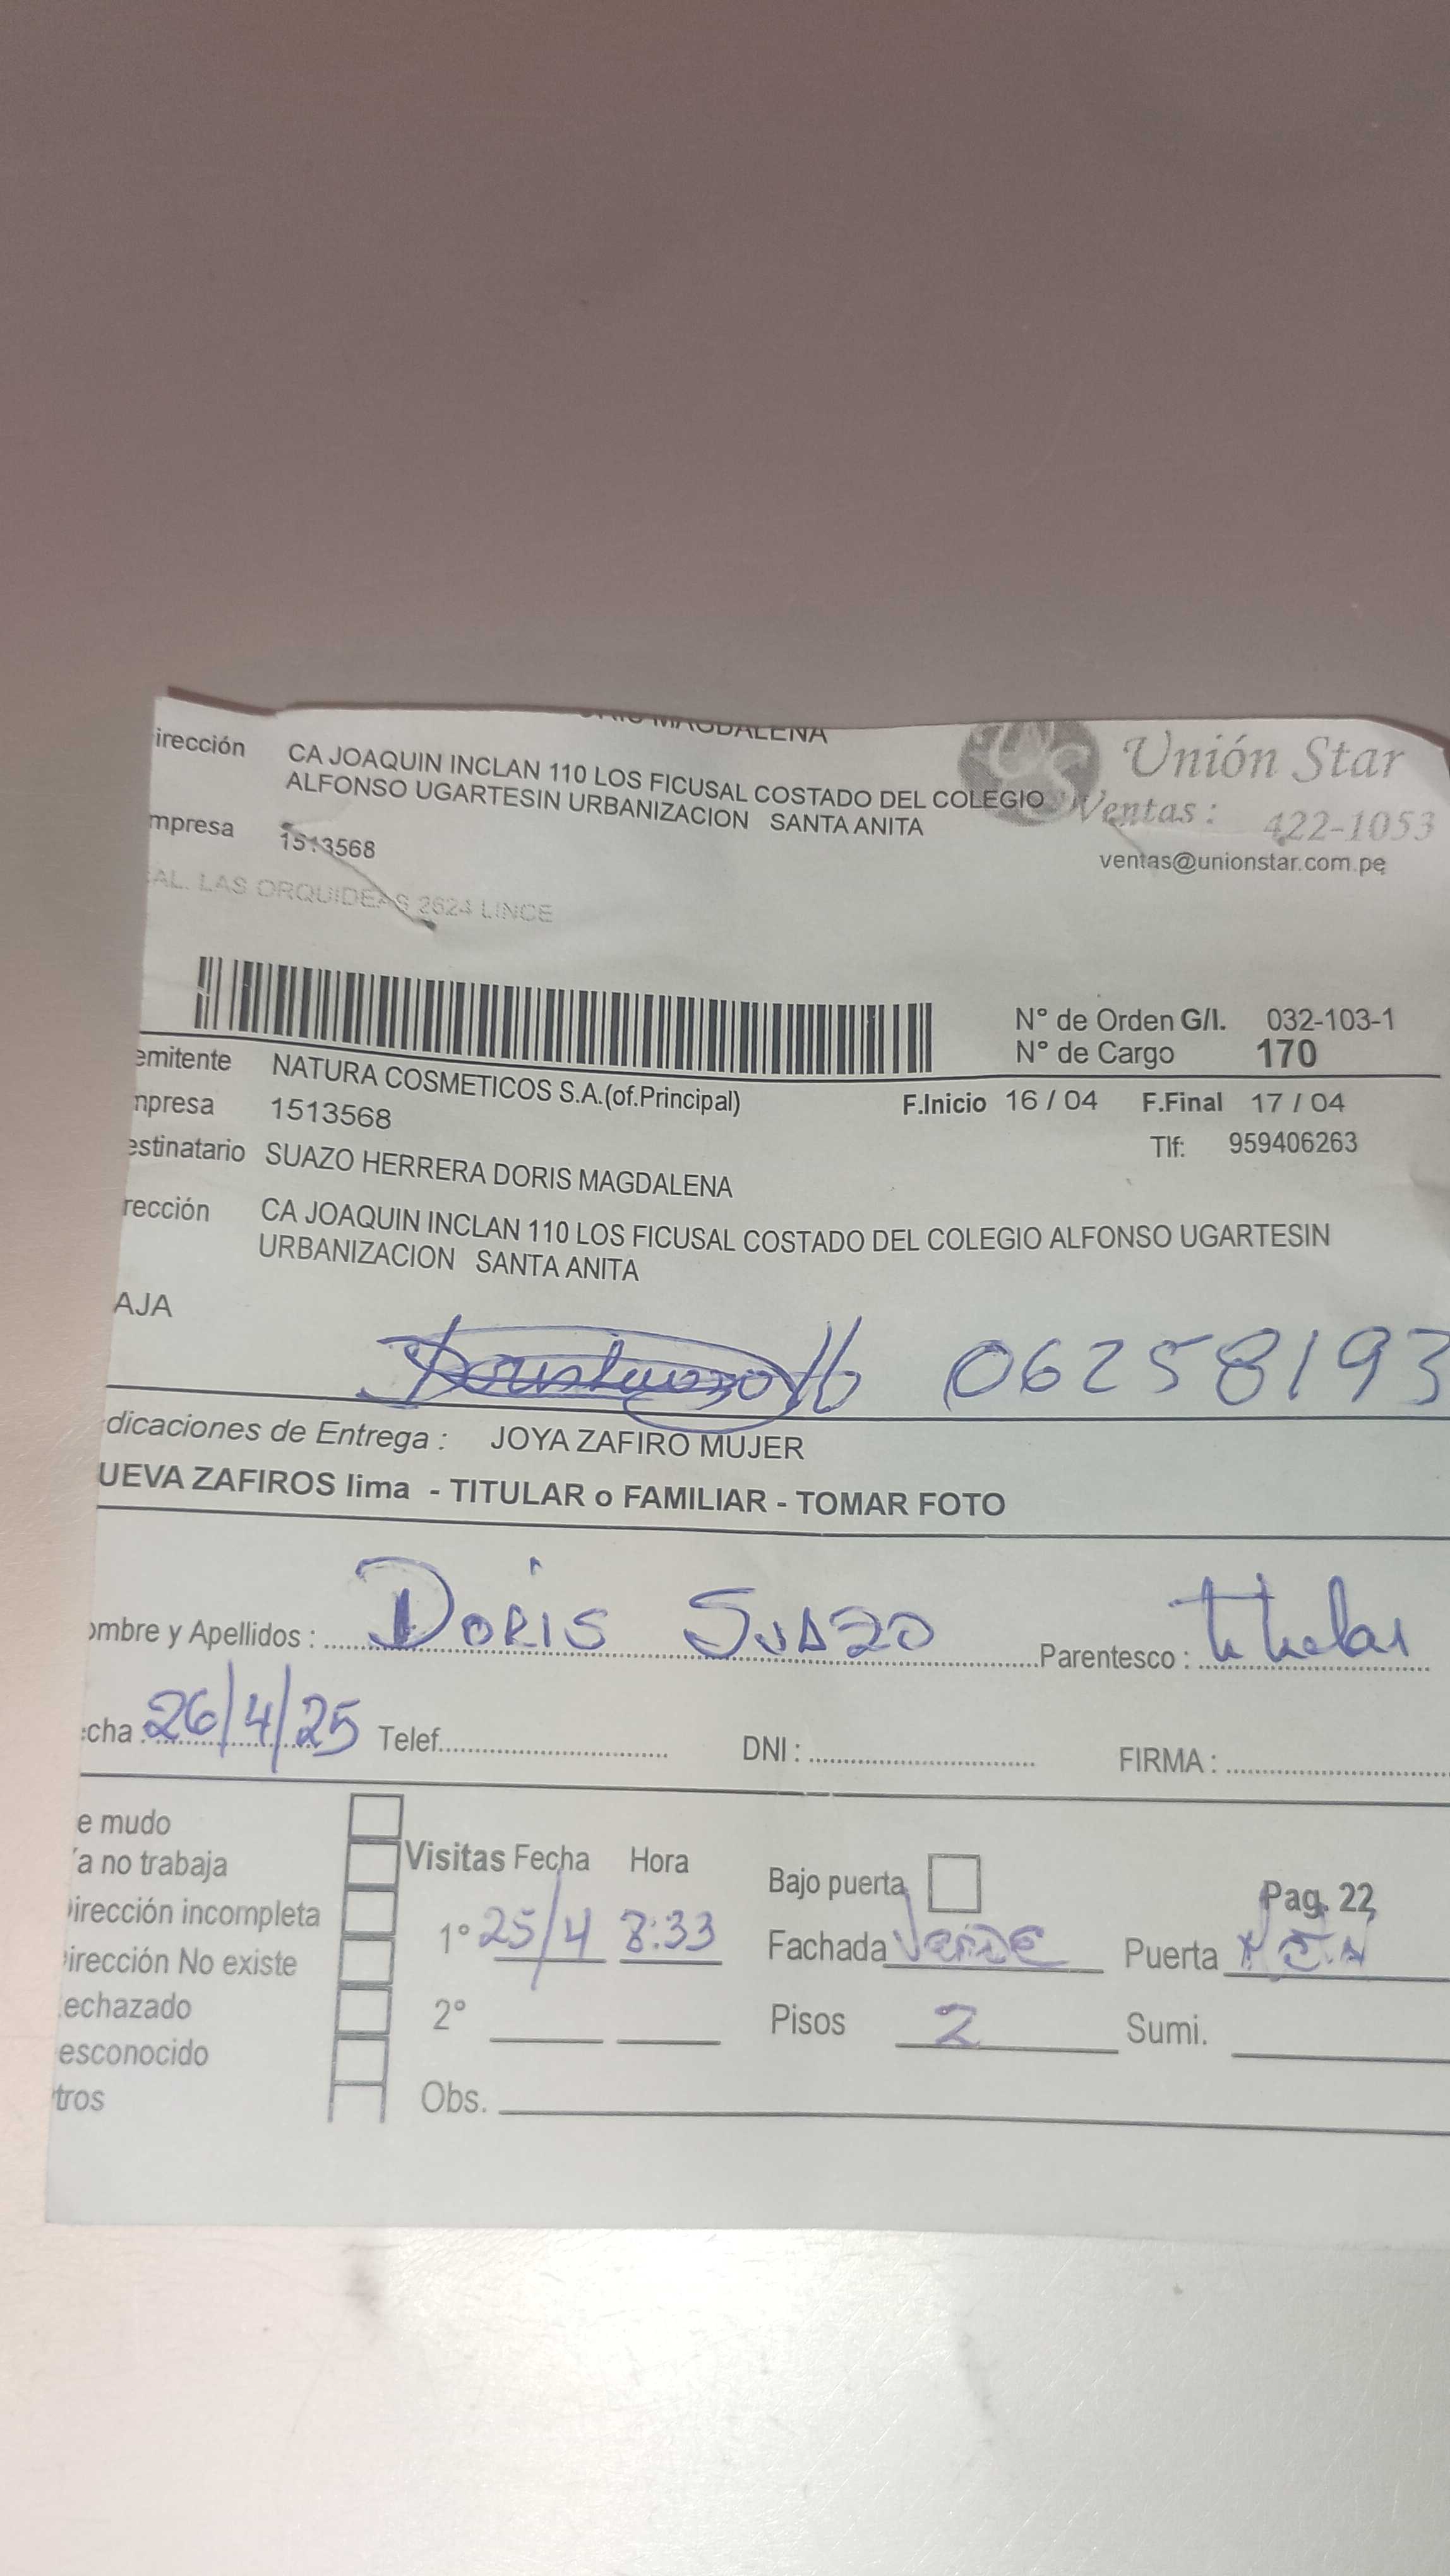 irección CA JOAQUIN INCLAN 110 LOS FICUSAL COSTADO DEL COLEGIO
ALFONSO UGARTESIN URBANIZACION SANTA ANITA
Unión Star
Ventas : 422-1053
ventas@unionstar.com.pe
mpresa 1513568
CAL. LAS ORQUIDEAS 2624 LINCE
N° de Orden G/I. 032-103-1
N° de Cargo 170
emitente NATURA COSMETICOS S.A.(of.Principal)
F.Inicio 16 / 04 F.Final 17 / 04
mpresa 1513568
Tlf: 959406263
estinatario SUAZO HERRERA DORIS MAGDALENA
rección CA JOAQUIN INCLAN 110 LOS FICUSAL COSTADO DEL COLEGIO ALFONSO UGARTESIN
URBANIZACION SANTA ANITA
AJA
06258193
dicaciones de Entrega : JOYA ZAFIRO MUJER
UEVA ZAFIROS lima - TITULAR o FAMILIAR - TOMAR FOTO
ombre y Apellidos : DORIS SUAZO Parentesco : titular
cha : 26/4/25 Telef. DNI : FIRMA :
e mudo
a no trabaja
irección incompleta
irección No existe
echazado
esconocido
tros
Visitas Fecha Hora
1° 25/4 8:33
2°
Obs.
Bajo puerta Pag. 22
Fachada Verde Puerta
Pisos 2 Sumi.